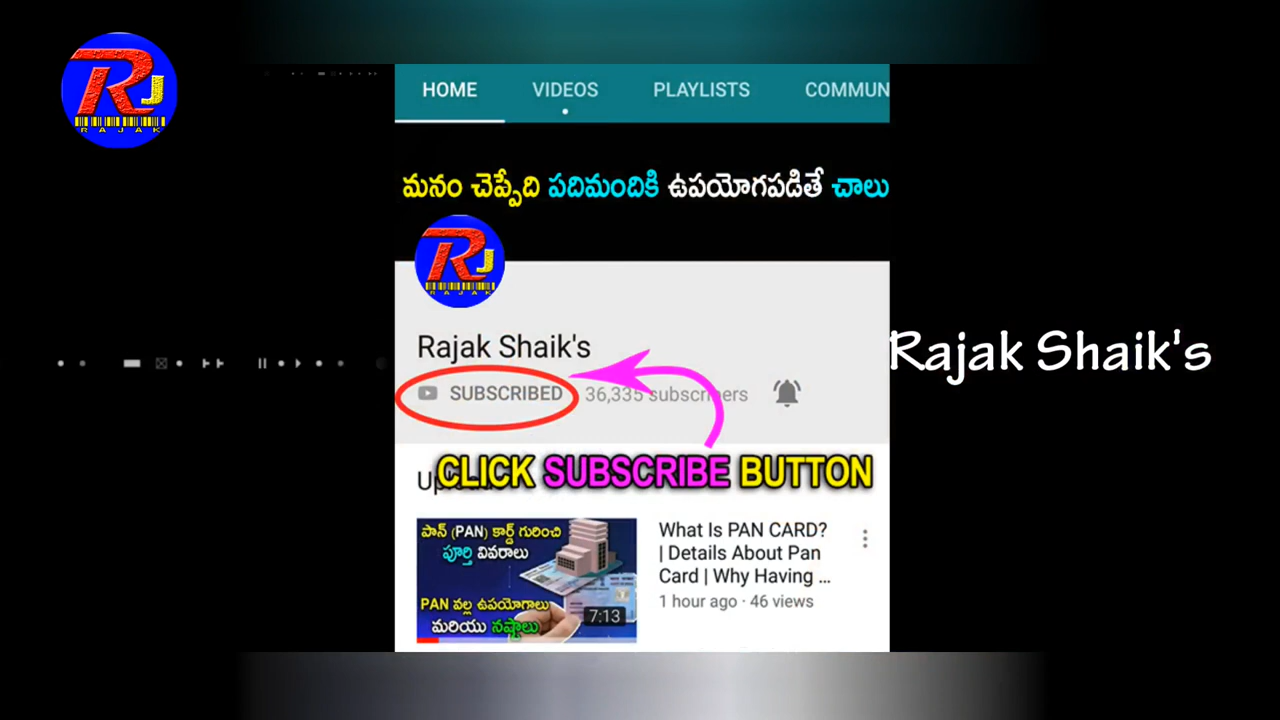 RJ
RAJAK
HOME VIDEOS PLAYLISTS COMMUN
మనం చెప్పేది పదిమందికి ఉపయోగపడితే చాలు
RJ
RAJAK
Rajak Shaik's
SUBSCRIBED 36,335 subscribers
Rajak Shaik's
CLICK SUBSCRIBE BUTTON
పాన్ (PAN) కార్డ్ గురించి
పూర్తి వివరాలు
PAN వల్ల ఉపయోగాలు
మరియు నష్టాలు
7:13
What Is PAN CARD?
| Details About Pan
Card | Why Having ...
1 hour ago · 46 views